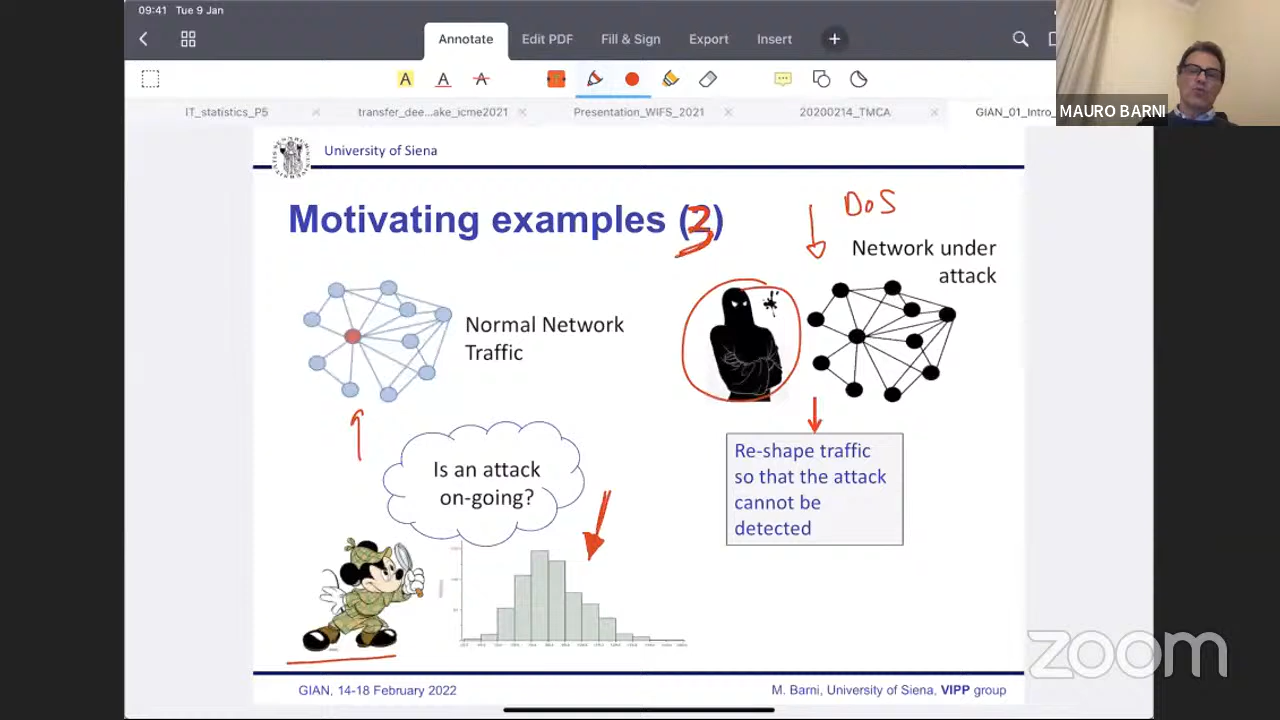 09:41 Tue 9 Jan
Annotate Edit PDF Fill & Sign Export Insert
A A A
MAURO BARNI
IT_statistics_P5 transfer_dee...ake_icme2021 Presentation_WIFS_2021 20200214_TMCA GIAN_01_Intro_
University of Siena
Motivating examples (3)
DoS
Network under
attack
Normal Network
Traffic
Is an attack
on-going?
Re-shape traffic
so that the attack
cannot be
detected
zoom
GIAN, 14-18 February 2022 M. Barni, University of Siena, VIPP group